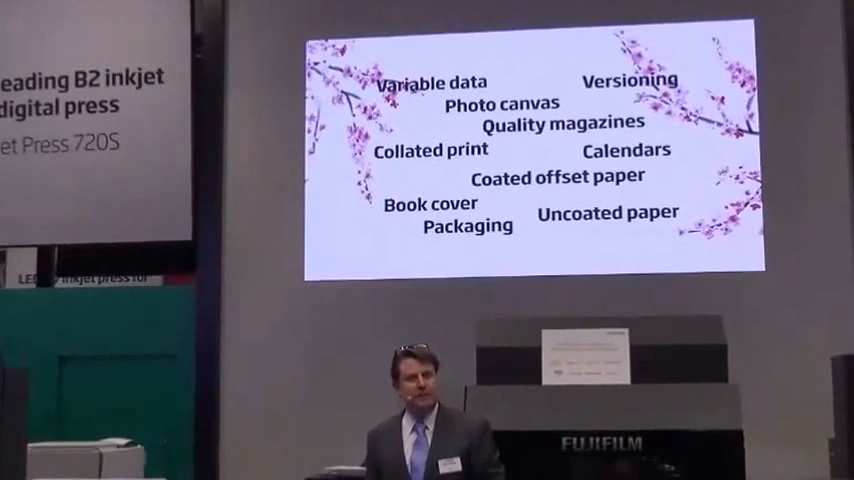 eading B2 inkjet
digital press
et Press 720S
Variable data
Versioning
Photo canvas
Quality magazines
Collated print
Calendars
Coated offset paper
Book cover
Uncoated paper
Packaging
inkjet press for
FUJIFILM